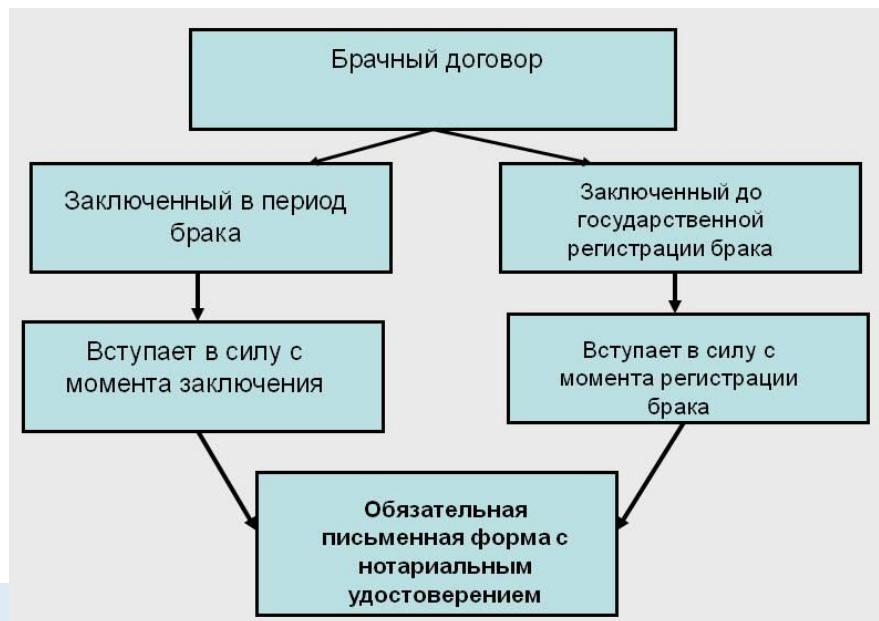 Брачный договор
Заключенный в период
брака
Заключенный до
государственной
регистрации брака
Вступает в силу с
момента заключения
Вступает в силу с
момента регистрации
брака
Обязательная
письменная форма с
нотариальным
удостоверением